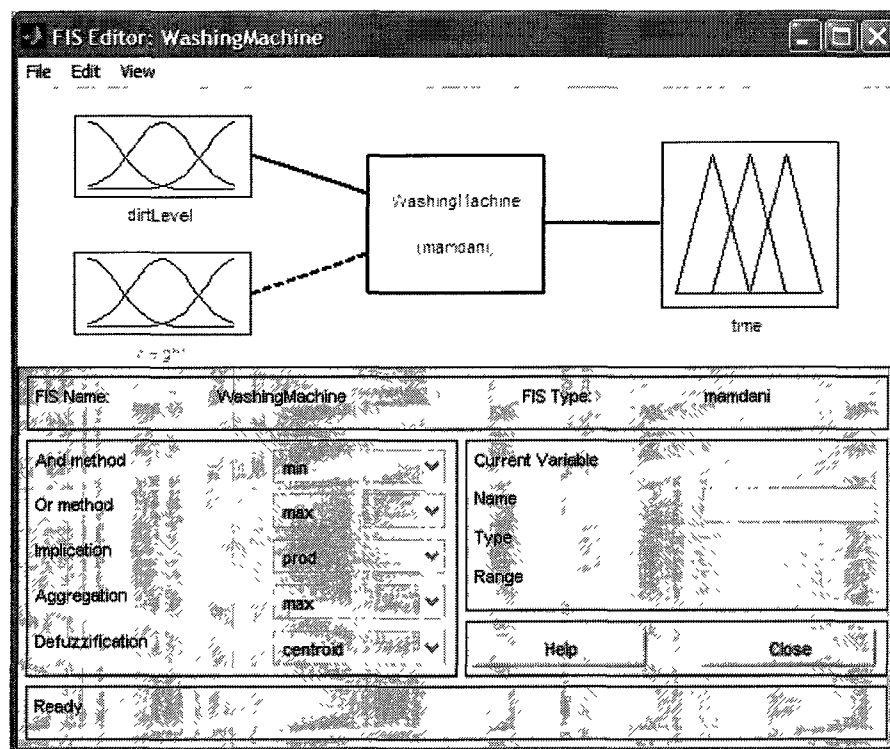 FIS Editor: WashingMachine
File Edit View
dirtLevel
WashingMachine
(mamdani)
time
FIS Name: WashingMachine FIS Type: mamdani
And method min
Or method max
Implication prod
Aggregation max
Defuzzification centroid
Current Variable
Name
Type
Range
Help Close
Ready